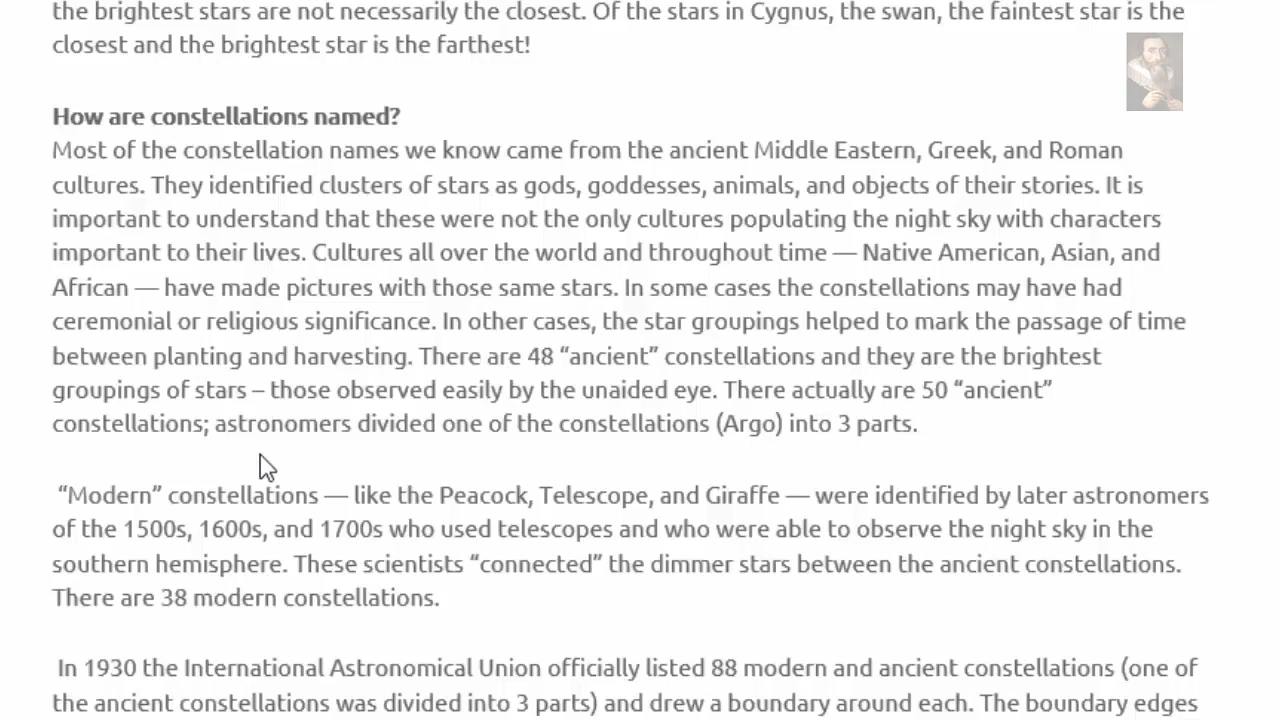 the brightest stars are not necessarily the closest. Of the stars in Cygnus, the swan, the faintest star is the
closest and the brightest star is the farthest!
How are constellations named?
Most of the constellation names we know came from the ancient Middle Eastern, Greek, and Roman
cultures. They identified clusters of stars as gods, goddesses, animals, and objects of their stories. It is
important to understand that these were not the only cultures populating the night sky with characters
important to their lives. Cultures all over the world and throughout time — Native American, Asian, and
African — have made pictures with those same stars. In some cases the constellations may have had
ceremonial or religious significance. In other cases, the star groupings helped to mark the passage of time
between planting and harvesting. There are 48 “ancient” constellations and they are the brightest
groupings of stars – those observed easily by the unaided eye. There actually are 50 “ancient”
constellations; astronomers divided one of the constellations (Argo) into 3 parts.
“Modern” constellations — like the Peacock, Telescope, and Giraffe — were identified by later astronomers
of the 1500s, 1600s, and 1700s who used telescopes and who were able to observe the night sky in the
southern hemisphere. These scientists “connected” the dimmer stars between the ancient constellations.
There are 38 modern constellations.
In 1930 the International Astronomical Union officially listed 88 modern and ancient constellations (one of
the ancient constellations was divided into 3 parts) and drew a boundary around each. The boundary edges